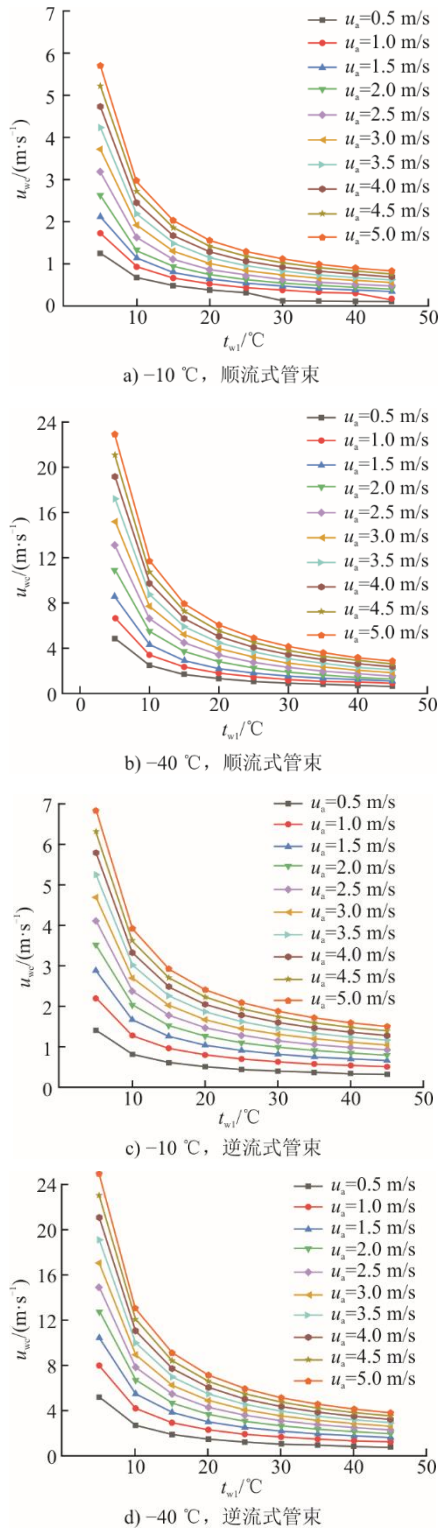 7
6
5
4
3
2
1
0
u_wc/(m·s⁻¹)
u_a=0.5 m/s
u_a=1.0 m/s
u_a=1.5 m/s
u_a=2.0 m/s
u_a=2.5 m/s
u_a=3.0 m/s
u_a=3.5 m/s
u_a=4.0 m/s
u_a=4.5 m/s
u_a=5.0 m/s
10 20 30 40 50
t_w1/℃
a) −10 ℃，顺流式管束
24
20
16
12
8
4
0
u_wc/(m·s⁻¹)
u_a=0.5 m/s
u_a=1.0 m/s
u_a=1.5 m/s
u_a=2.0 m/s
u_a=2.5 m/s
u_a=3.0 m/s
u_a=3.5 m/s
u_a=4.0 m/s
u_a=4.5 m/s
u_a=5.0 m/s
0 10 20 30 40 50
t_w1/℃
b) −40 ℃，顺流式管束
7
6
5
4
3
2
1
0
u_wc/(m·s⁻¹)
u_a=0.5 m/s
u_a=1.0 m/s
u_a=1.5 m/s
u_a=2.0 m/s
u_a=2.5 m/s
u_a=3.0 m/s
u_a=3.5 m/s
u_a=4.0 m/s
u_a=4.5 m/s
u_a=5.0 m/s
10 20 30 40 50
t_w1/℃
c) −10 ℃，逆流式管束
24
20
16
12
8
4
0
u_wc/(m·s⁻¹)
u_a=0.5 m/s
u_a=1.0 m/s
u_a=1.5 m/s
u_a=2.0 m/s
u_a=2.5 m/s
u_a=3.0 m/s
u_a=3.5 m/s
u_a=4.0 m/s
u_a=4.5 m/s
u_a=5.0 m/s
10 20 30 40 50
t_w1/℃
d) −40 ℃，逆流式管束